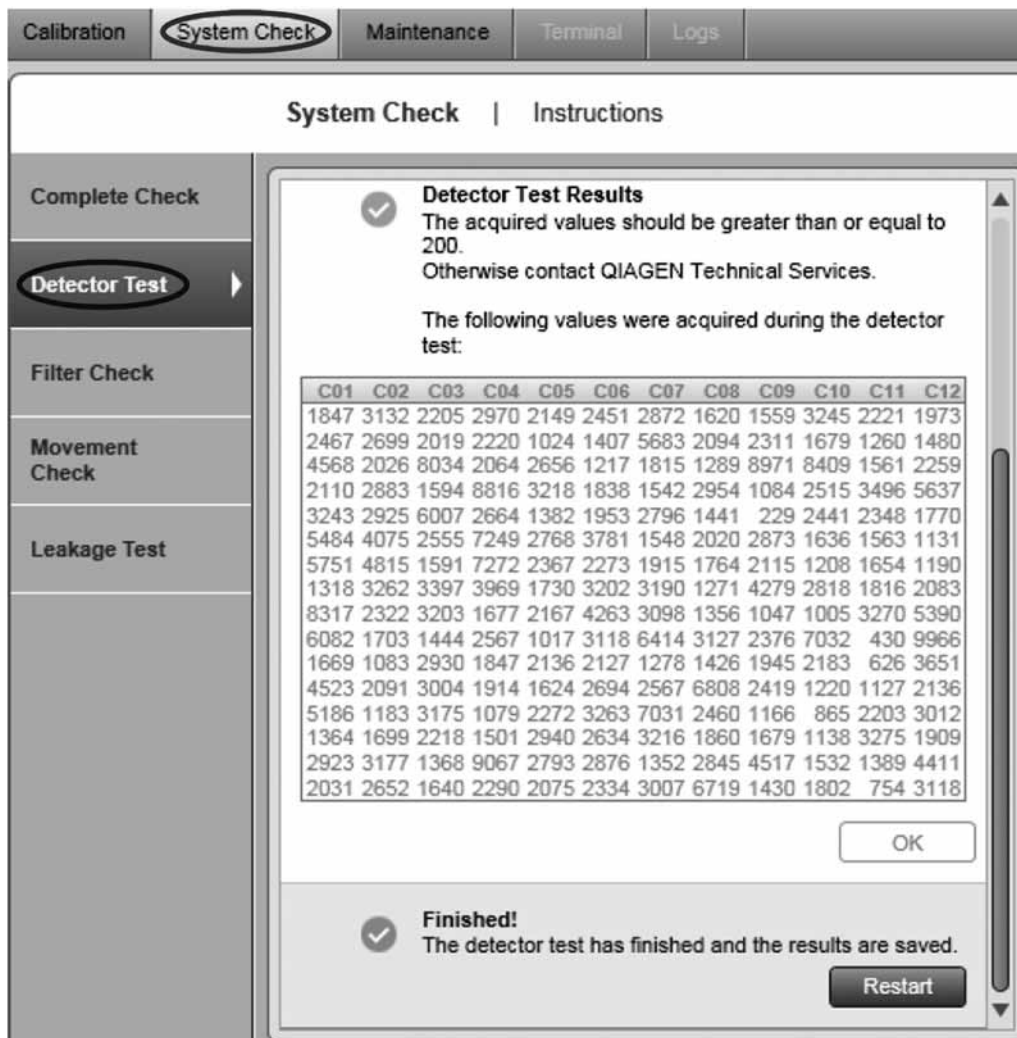 Calibration System Check Maintenance Terminal Logs
System Check | Instructions
Complete Check
Detector Test
Filter Check
Movement
Check
Leakage Test
Detector Test Results
The acquired values should be greater than or equal to
200.
Otherwise contact QIAGEN Technical Services.
The following values were acquired during the detector
test:
C01 C02 C03 C04 C05 C06 C07 C08 C09 C10 C11 C12
1847 3132 2205 2970 2149 2451 2872 1620 1559 3245 2221 1973
2467 2699 2019 2220 1024 1407 5683 2094 2311 1679 1260 1480
4568 2026 8034 2064 2656 1217 1815 1289 8971 8409 1561 2259
2110 2883 1594 8816 3218 1838 1542 2954 1084 2515 3496 5637
3243 2925 6007 2664 1382 1953 2796 1441 229 2441 2348 1770
5484 4075 2555 7249 2768 3781 1548 2020 2873 1636 1563 1131
5751 4815 1591 7272 2367 2273 1915 1764 2115 1208 1654 1190
1318 3262 3397 3969 1730 3202 3190 1271 4279 2818 1816 2083
8317 2322 3203 1677 2167 4263 3098 1356 1047 1005 3270 5390
6082 1703 1444 2567 1017 3118 6414 3127 2376 7032 430 9966
1669 1083 2930 1847 2136 2127 1278 1426 1945 2183 626 3651
4523 2091 3004 1914 1624 2694 2567 6808 2419 1220 1127 2136
5186 1183 3175 1079 2272 3263 7031 2460 1166 865 2203 3012
1364 1699 2218 1501 2940 2634 3216 1860 1679 1138 3275 1909
2923 3177 1368 9067 2793 2876 1352 2845 4517 1532 1389 4411
2031 2652 1640 2290 2075 2334 3007 6719 1430 1802 754 3118
OK
Finished!
The detector test has finished and the results are saved.
Restart